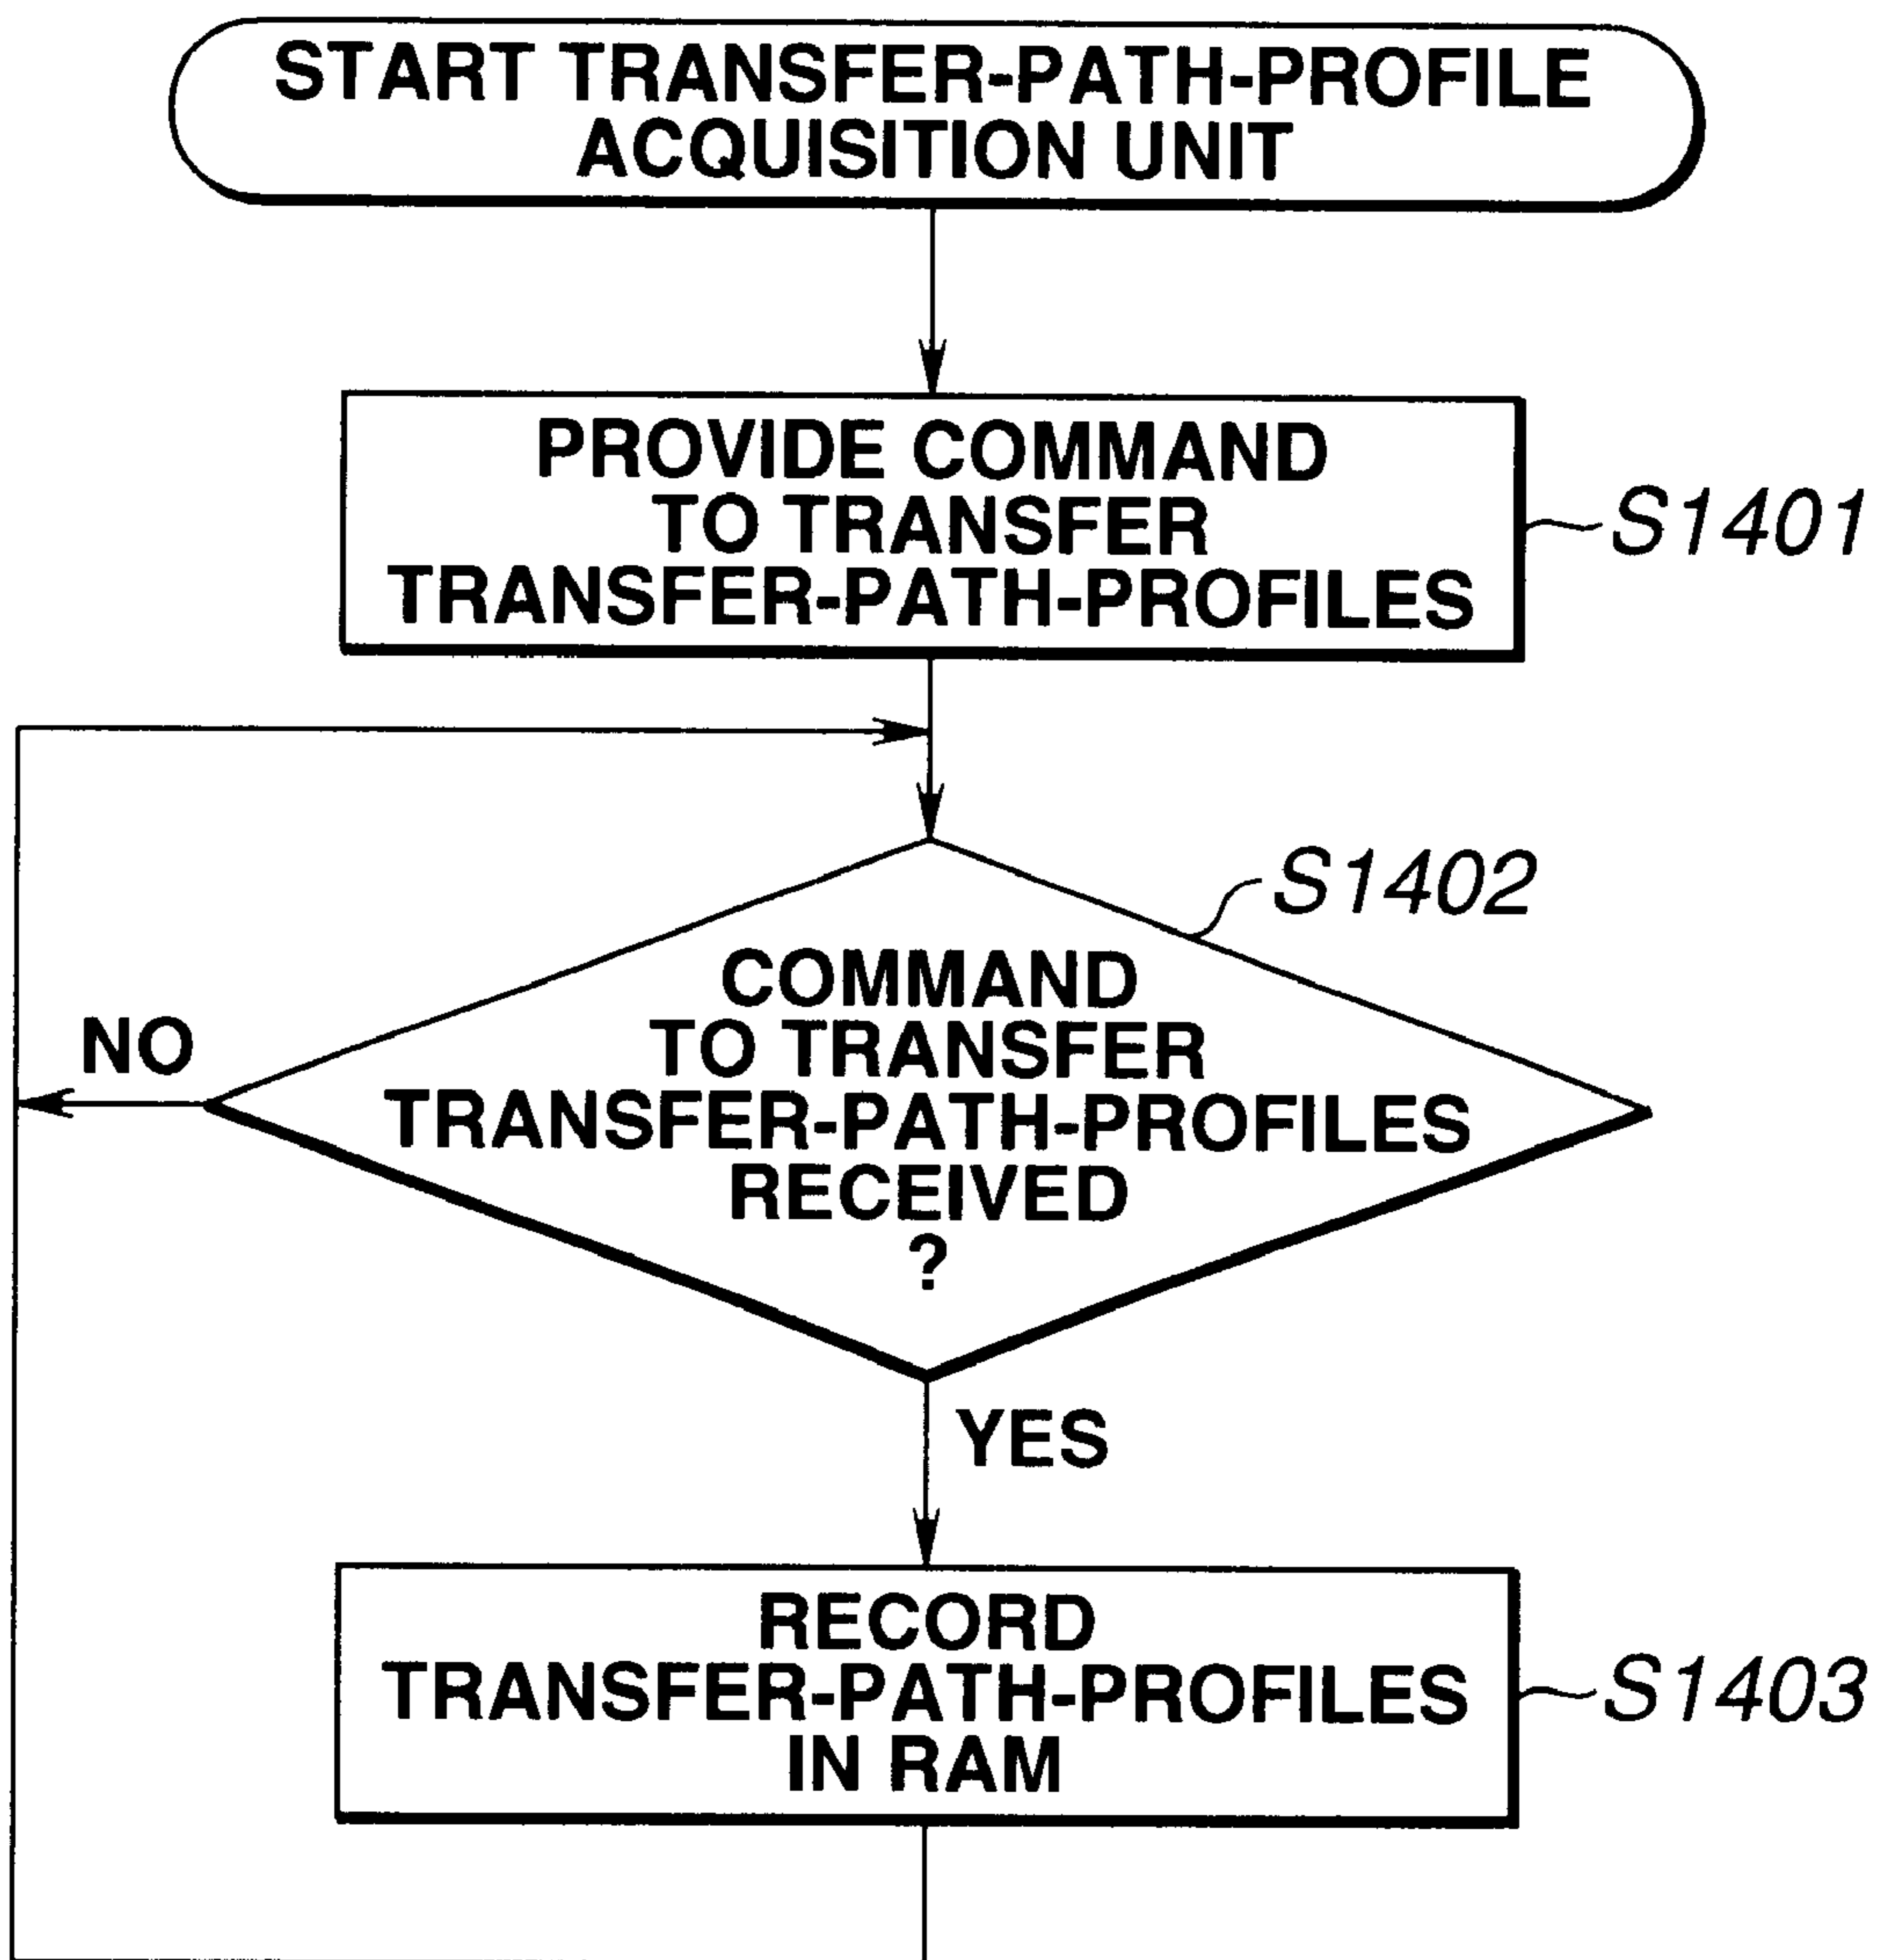 START TRANSFER-PATH-PROFILE
ACQUISITION UNIT
PROVIDE COMMAND
TO TRANSFER
TRANSFER-PATH-PROFILES
S1401
S1402
COMMAND
TO TRANSFER
TRANSFER-PATH-PROFILES
RECEIVED
?
NO
YES
RECORD
TRANSFER-PATH-PROFILES
IN RAM
S1403